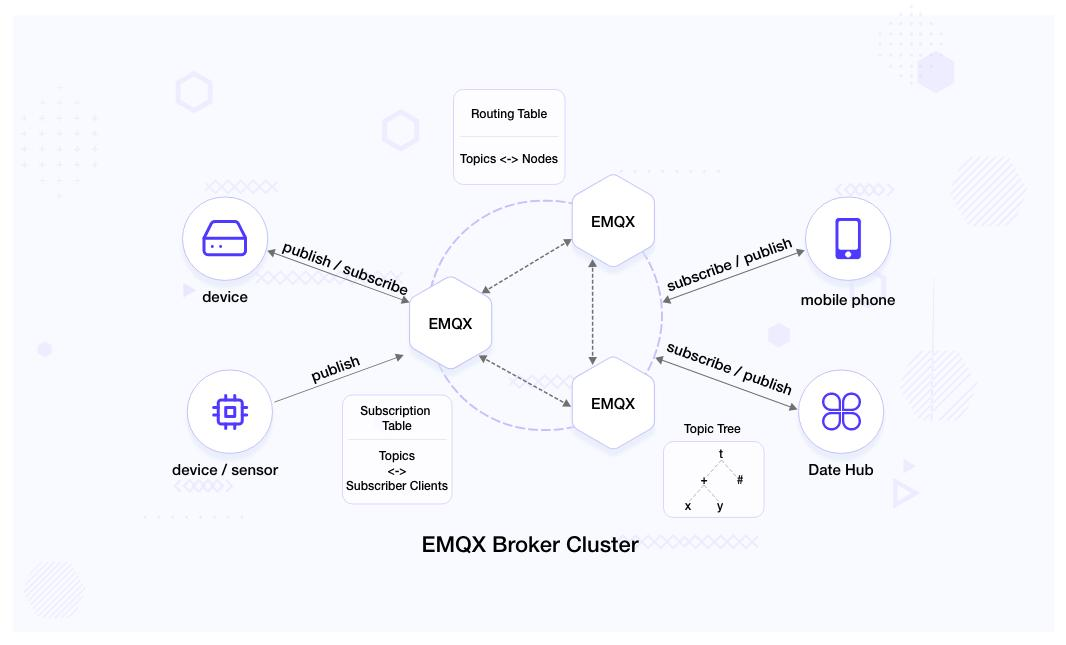 Routing Table
Topics <-> Nodes
EMQX
publish / subscribe
subscribe / publish
device
mobile phone
EMQX
publish
subscribe / publish
EMQX
Subscription
Table
Topics
<->
Subscriber Clients
Topic Tree
t
+ #
x y
device / sensor
Date Hub
EMQX Broker Cluster